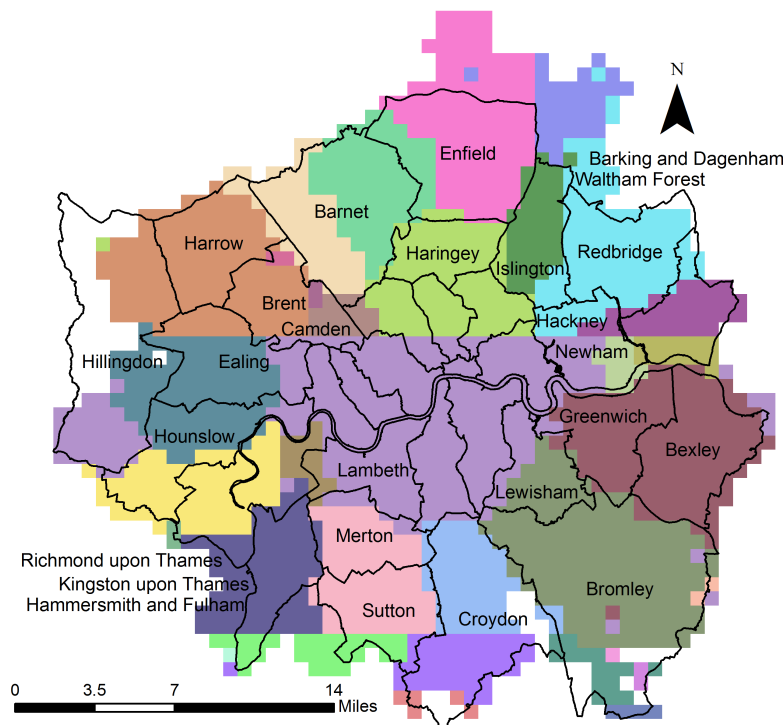 N
Enfield
Barking and Dagenham
Waltham Forest
Barnet
Harrow
Haringey
Redbridge
Islington
Brent
Camden
Hackney
Hillingdon
Ealing
Newham
Greenwich
Hounslow
Bexley
Lambeth
Lewisham
Merton
Richmond upon Thames
Kingston upon Thames
Bromley
Hammersmith and Fulham
Sutton
Croydon
0 3.5 7 14
Miles